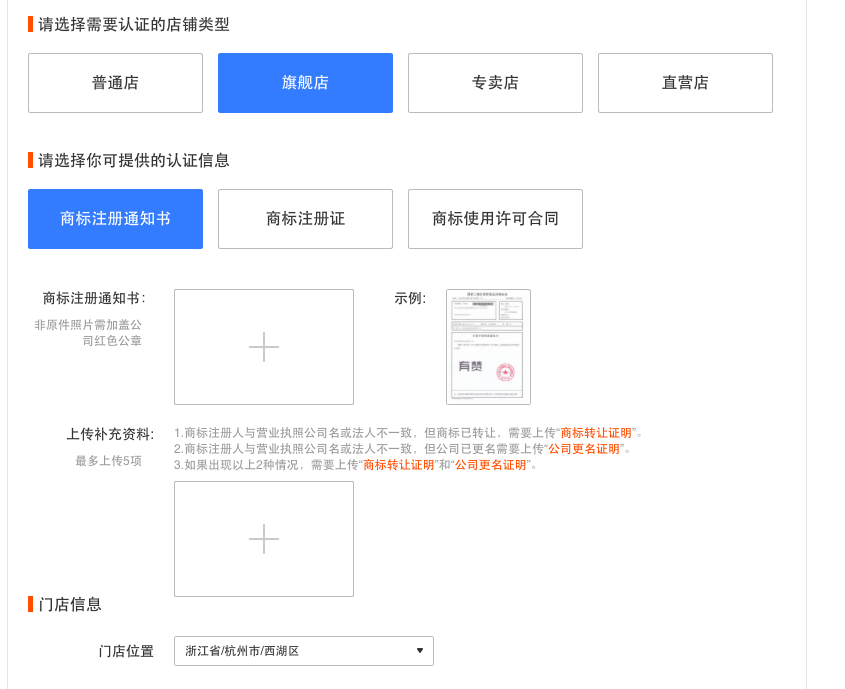 请选择需要认证的店铺类型
普通店 旗舰店 专卖店 直营店
请选择你可提供的认证信息
商标注册通知书 商标注册证 商标使用许可合同
商标注册通知书: 示例:
非原件照片需加盖公
司红色公章
有赞
上传补充资料: 1.商标注册人与营业执照公司名或法人不一致，但商标已转让，需要上传“商标转让证明”。
2.商标注册人与营业执照公司名或法人不一致，但公司已更名需要上传“公司更名证明”。
最多上传5项 3.如果出现以上2种情况，需要上传“商标转让证明”和“公司更名证明”。
门店信息
门店位置 浙江省/杭州市/西湖区